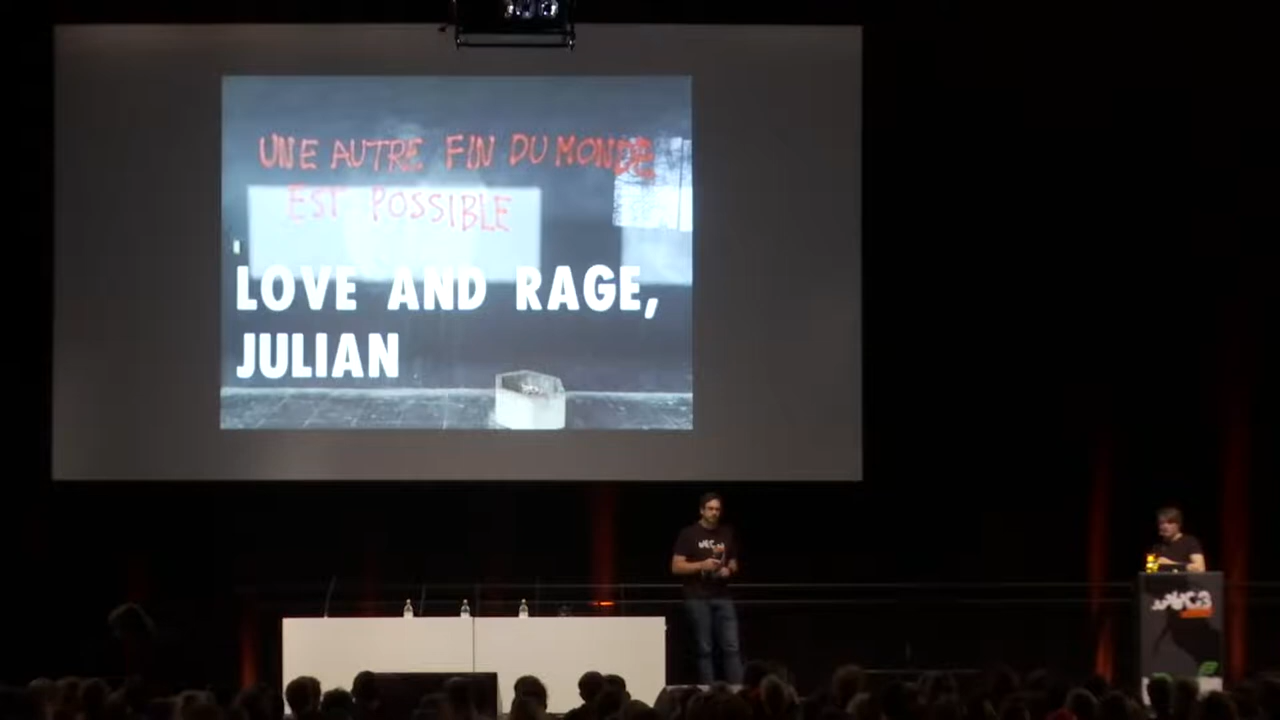 UNE AUTRE FIN DU MONDE
EST POSSIBLE
LOVE AND RAGE,
JULIAN